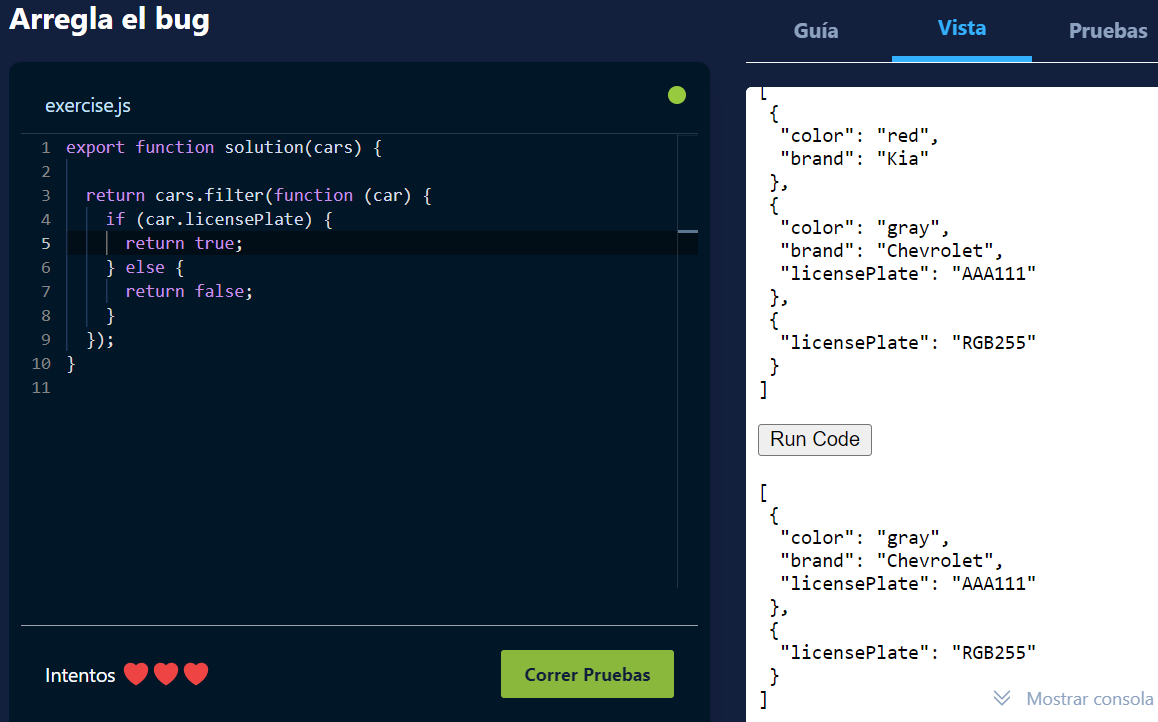 Arregla el bug
Guía
Vista
Pruebas
exercise.js
1 export function solution(cars) {
2
3   return cars.filter(function (car) {
4     if (car.licensePlate) {
5       return true;
6     } else {
7       return false;
8     }
9   });
10 }
11
Intentos
Correr Pruebas
[
 {
  "color": "red",
  "brand": "Kia"
 },
 {
  "color": "gray",
  "brand": "Chevrolet",
  "licensePlate": "AAA111"
 },
 {
  "licensePlate": "RGB255"
 }
]
Run Code
[
 {
  "color": "gray",
  "brand": "Chevrolet",
  "licensePlate": "AAA111"
 },
 {
  "licensePlate": "RGB255"
 }
]
Mostrar consola